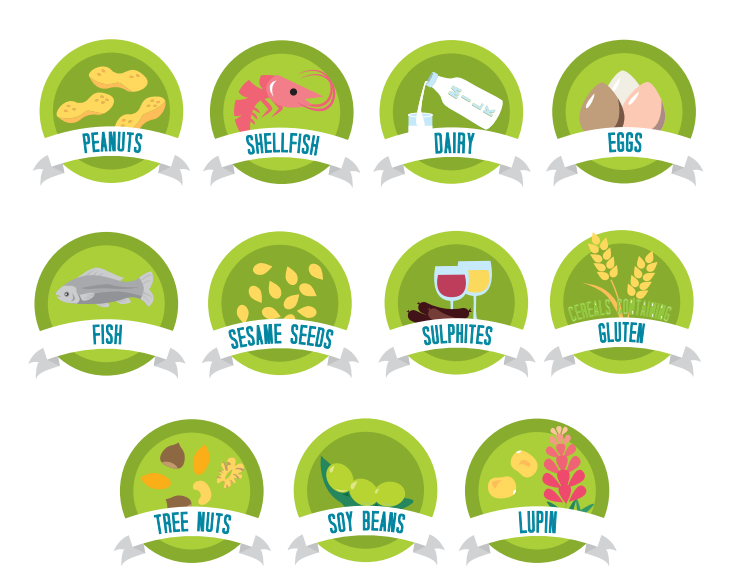 PEANUTS
SHELLFISH
MILK
DAIRY
EGGS
FISH
SESAME SEEDS
SULPHITES
CEREALS CONTAINING
GLUTEN
TREE NUTS
SOY BEANS
LUPIN